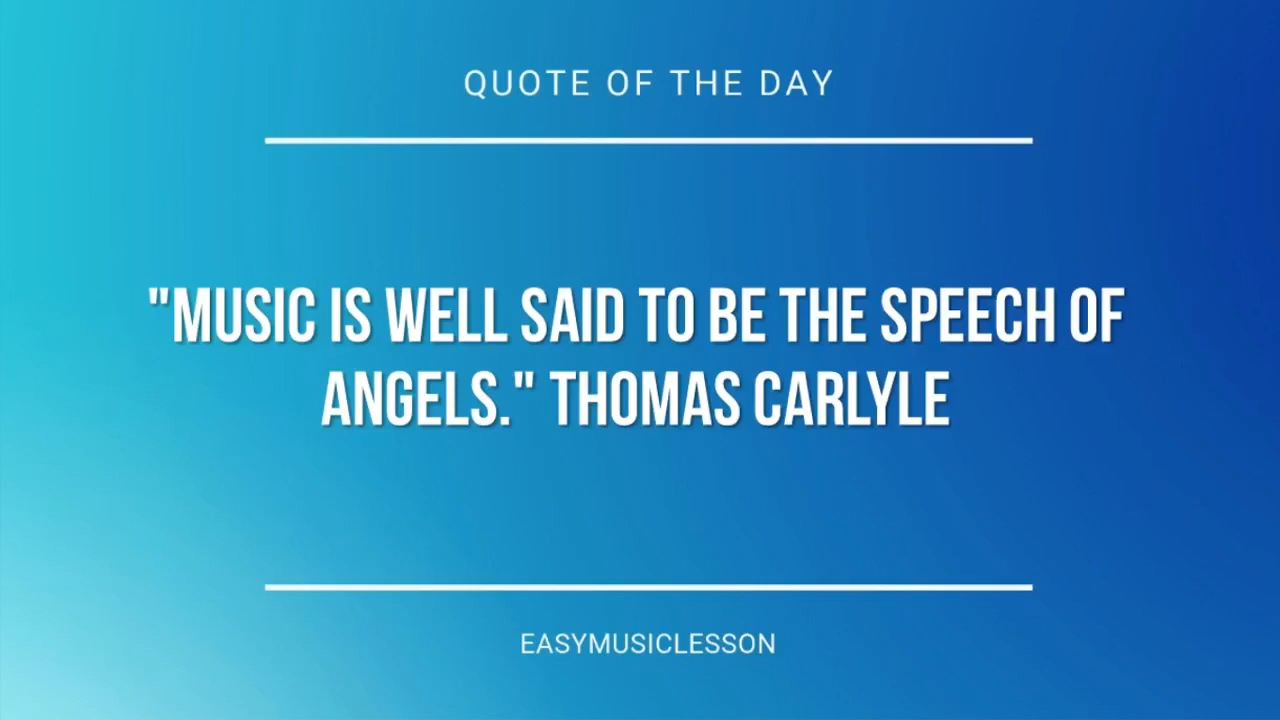 QUOTE OF THE DAY
"MUSIC IS WELL SAID TO BE THE SPEECH OF
ANGELS." THOMAS CARLYLE
EASYMUSICLESSON